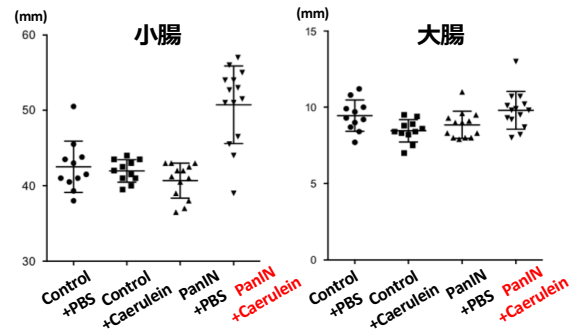 (mm)
小腸
60
50
40
30
Control
+PBS
Control
+Caerulein
PanIN
+PBS
PanIN
+Caerulein
(mm)
大腸
15
10
5
0
Control
+PBS
Control
+Caerulein
PanIN
+PBS
PanIN
+Caerulein